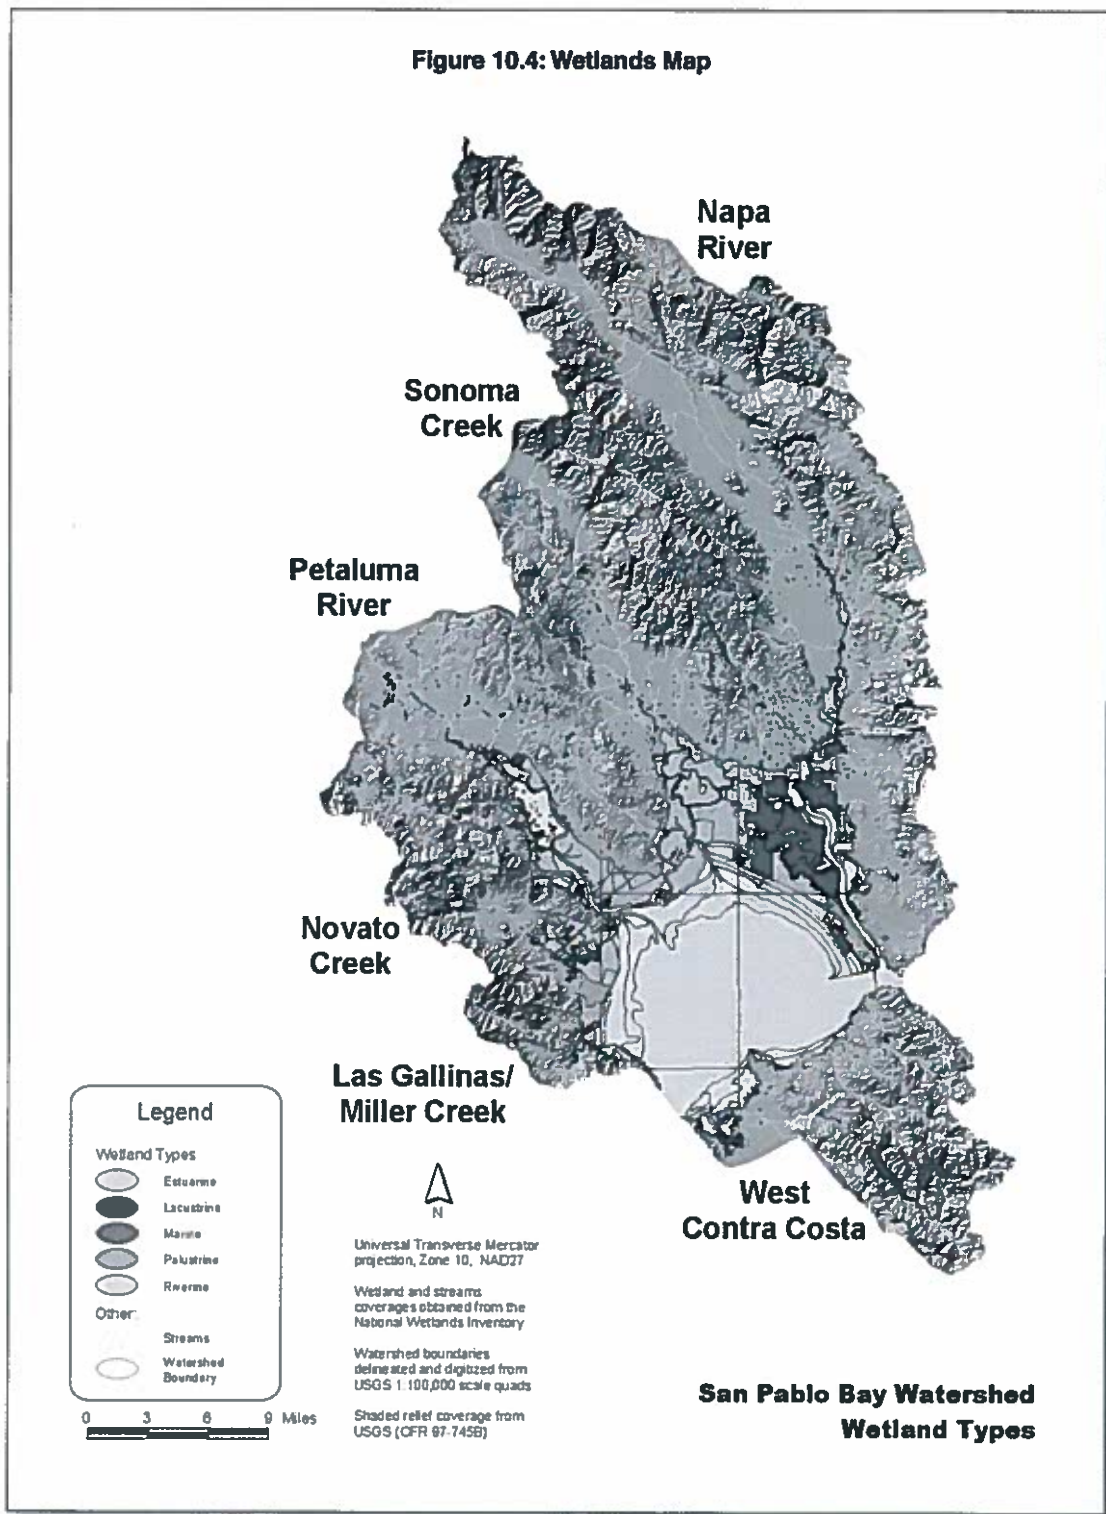 Figure 10.4: Wetlands Map
Napa
River
Sonoma
Creek
Petaluma
River
Novato
Creek
Las Gallinas/
Miller Creek
West
Contra Costa
Legend
Wetland Types
Estuarine
Lacustrine
Marine
Palustrine
Riverine
Other:
Streams
Watershed
Boundary
0 3 6 9 Miles
N
Universal Transverse Mercator
projection, Zone 10, NAD27
Wetland and streams
coverages obtained from the
National Wetlands Inventory
Watershed boundaries
delineated and digitized from
USGS 1:100,000 scale quads
Shaded relief coverage from
USGS (OFR 97-745B)
San Pablo Bay Watershed
Wetland Types